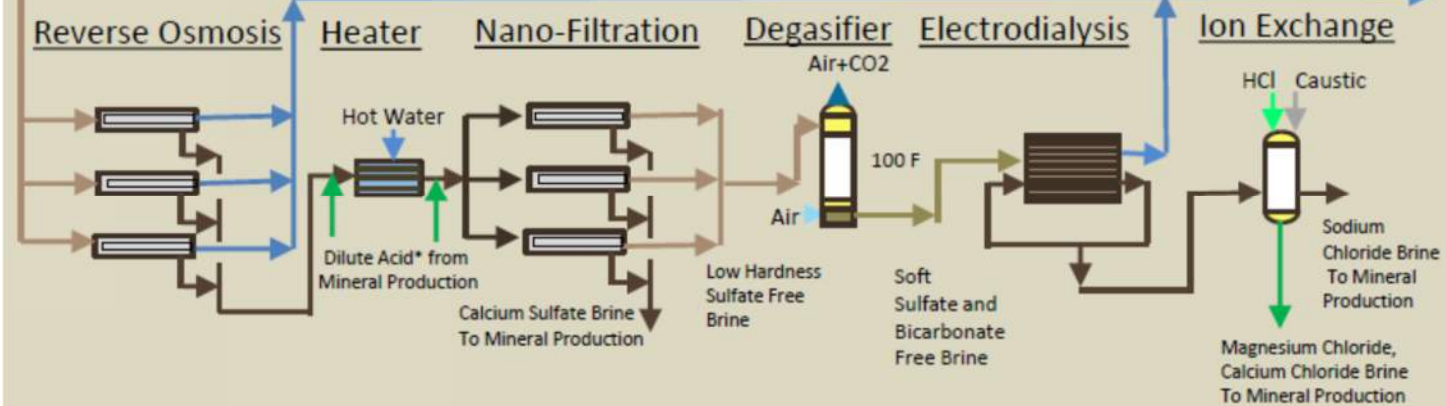 Reverse Osmosis
Heater
Nano-Filtration
Degasifier
Electrodialysis
Ion Exchange
Air+CO2
HCl
Caustic
Hot Water
100 F
Air
Dilute Acid* from
Mineral Production
Calcium Sulfate Brine
To Mineral Production
Low Hardness
Sulfate Free
Brine
Soft
Sulfate and
Bicarbonate
Free Brine
Sodium
Chloride Brine
To Mineral
Production
Magnesium Chloride,
Calcium Chloride Brine
To Mineral Production